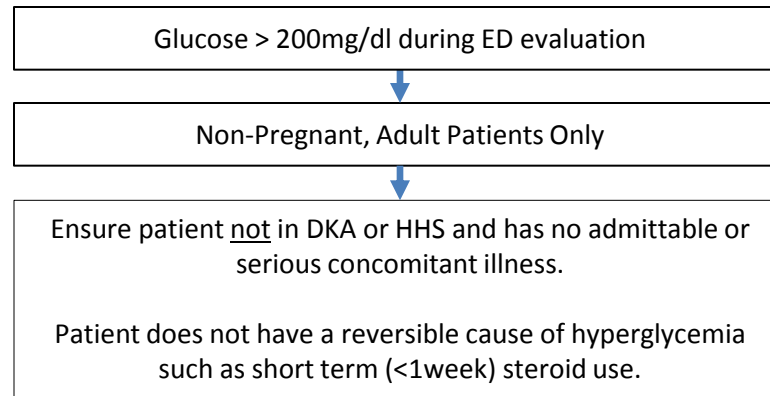 Glucose > 200mg/dl during ED evaluation
Non-Pregnant, Adult Patients Only
Ensure patient not in DKA or HHS and has no admittable or
serious concomitant illness.
Patient does not have a reversible cause of hyperglycemia
such as short term (<1week) steroid use.